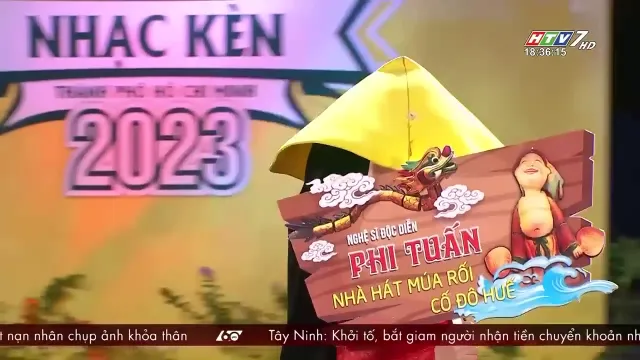 NHẠC KÈN
THÀNH PHỐ HỒ CHÍ MINH
2023
HTV7 HD
18:36:15
NGHỆ SĨ ĐỘC DIỄN
PHI TUẤN
NHÀ HÁT MÚA RỐI
CỐ ĐÔ HUẾ
t nạn nhân chụp ảnh khỏa thân 60 Tây Ninh: Khởi tố, bắt giam người nhận tiền chuyển khoản nh